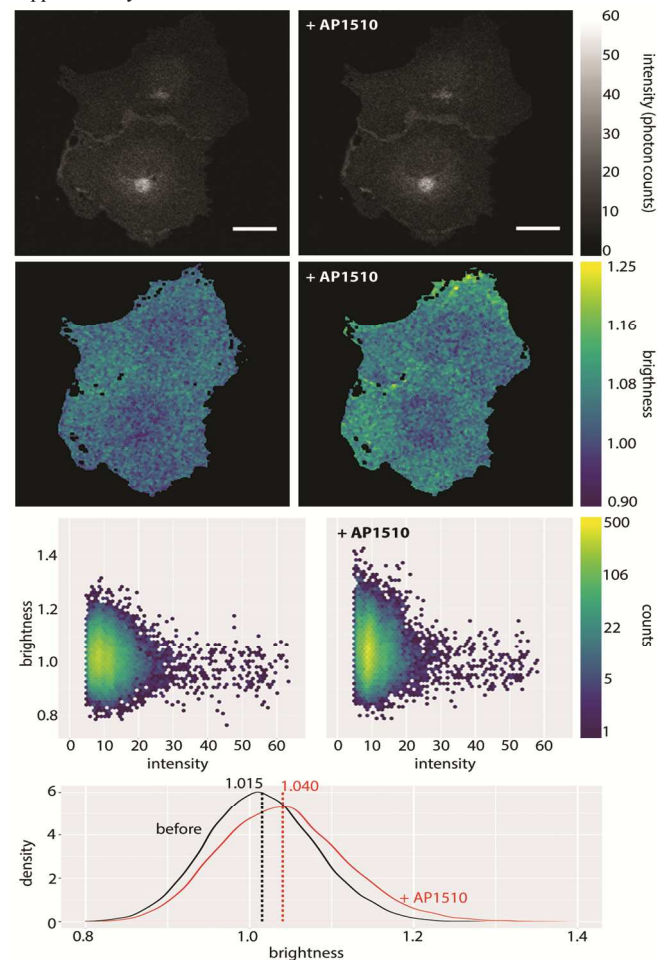 + AP1510
60
50
40
30
20
10
0
intensity (photon counts)
+ AP1510
1.25
1.16
1.08
1.00
0.90
brigthness
+ AP1510
1.4
1.2
1.0
0.8
brightness
0 10 20 30 40 50 60
intensity
0 10 20 30 40 50 60
intensity
500
106
22
5
1
counts
1.015 1.040
before
+ AP1510
6
4
2
0
density
0.8 1.0 1.2 1.4
brightness